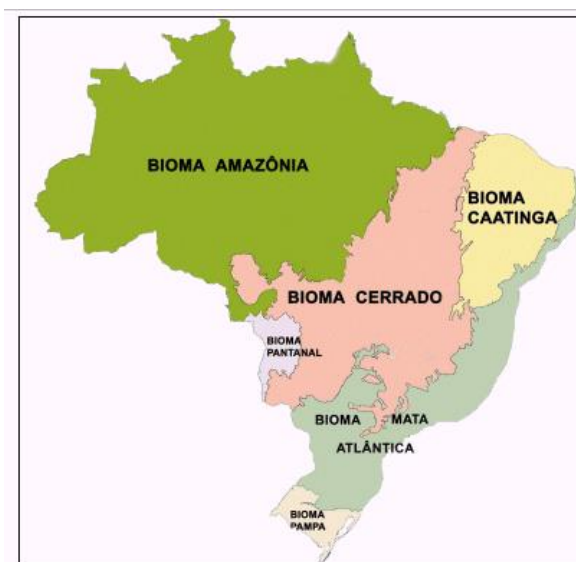 BIOMA AMAZÔNIA
BIOMA
CAATINGA
BIOMA CERRADO
BIOMA
PANTANAL
BIOMA MATA
ATLÂNTICA
BIOMA
PAMPA